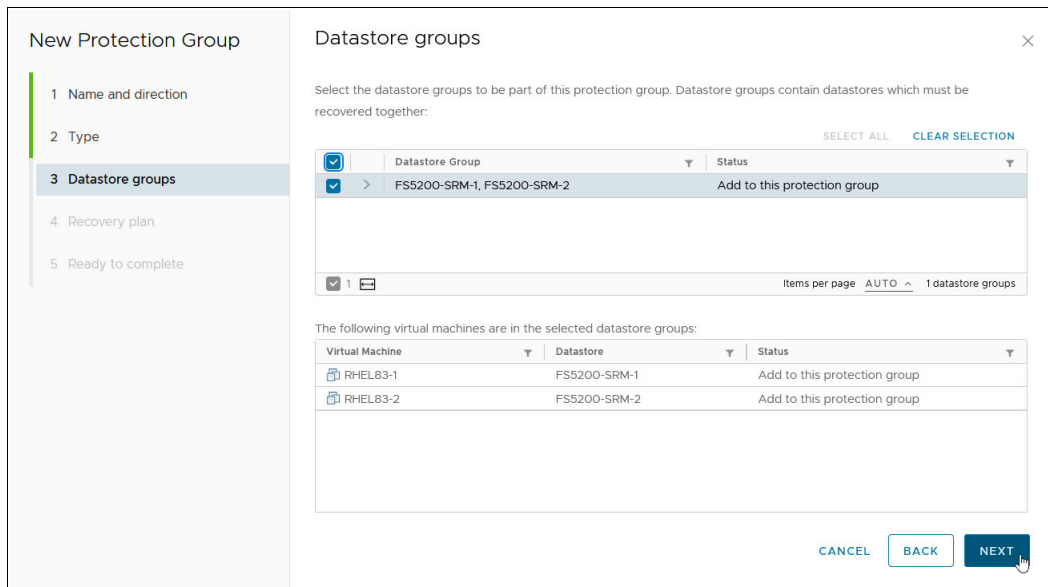 New Protection Group
1 Name and direction
2 Type
3 Datastore groups
4 Recovery plan
5 Ready to complete
Datastore groups
Select the datastore groups to be part of this protection group. Datastore groups contain datastores which must be
recovered together:
SELECT ALL CLEAR SELECTION
Datastore Group Status
FS5200-SRM-1, FS5200-SRM-2 Add to this protection group
1 Items per page AUTO 1 datastore groups
The following virtual machines are in the selected datastore groups:
Virtual Machine Datastore Status
RHEL83-1 FS5200-SRM-1 Add to this protection group
RHEL83-2 FS5200-SRM-2 Add to this protection group
CANCEL BACK NEXT